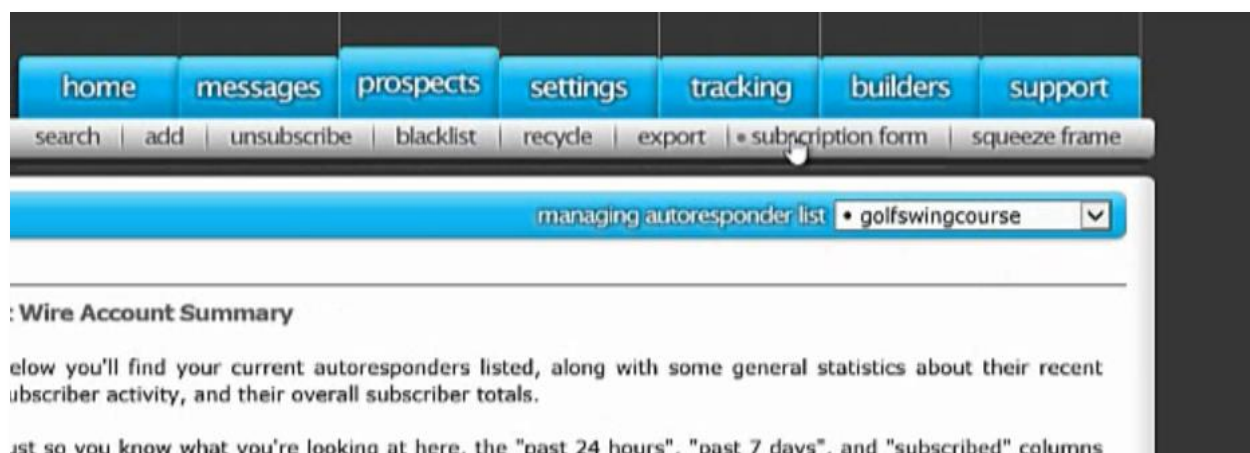 home messages prospects settings tracking builders support
search | add | unsubscribe | blacklist | recycle | export | • subscription form | squeeze frame
managing autoresponder list • golfswingcourse
: Wire Account Summary
elow you'll find your current autoresponders listed, along with some general statistics about their recent
ubscriber activity, and their overall subscriber totals.
ust so you know what you're looking at here, the "past 24 hours", "past 7 days", and "subscribed" columns